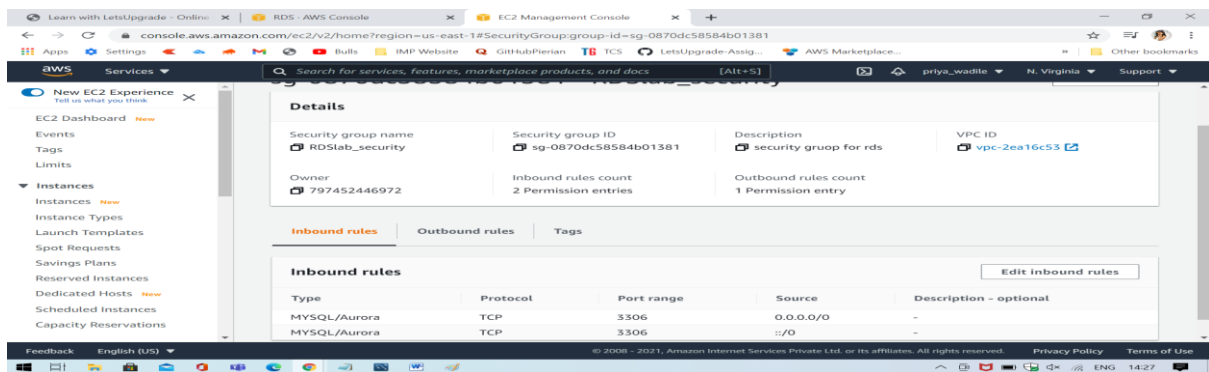 Learn with LetsUpgrade - Online
RDS - AWS Console
EC2 Management Console
console.aws.amazon.com/ec2/v2/home?region=us-east-1#SecurityGroup:group-id=sg-0870dc58584b01381
Apps Settings Bulls IMP Website GitHubPierian TCS LetsUpgrade-Assig... AWS Marketplace... » Other bookmarks
aws Services Search for services, features, marketplace products, and docs [Alt+S] priya_wadile N. Virginia Support
New EC2 Experience
Tell us what you think
EC2 Dashboard New
Events
Tags
Limits
Instances
Instances New
Instance Types
Launch Templates
Spot Requests
Savings Plans
Reserved Instances
Dedicated Hosts New
Scheduled Instances
Capacity Reservations
Details
Security group name
RDSlab_security
Security group ID
sg-0870dc58584b01381
Description
security gruop for rds
VPC ID
vpc-2ea16c53
Owner
797452446972
Inbound rules count
2 Permission entries
Outbound rules count
1 Permission entry
Inbound rules Outbound rules Tags
Inbound rules Edit inbound rules
Type Protocol Port range Source Description - optional
MYSQL/Aurora TCP 3306 0.0.0.0/0 -
MYSQL/Aurora TCP 3306 ::/0 -
Feedback English (US) © 2008 - 2021, Amazon Internet Services Private Ltd. or its affiliates. All rights reserved. Privacy Policy Terms of Use
ENG 14:27